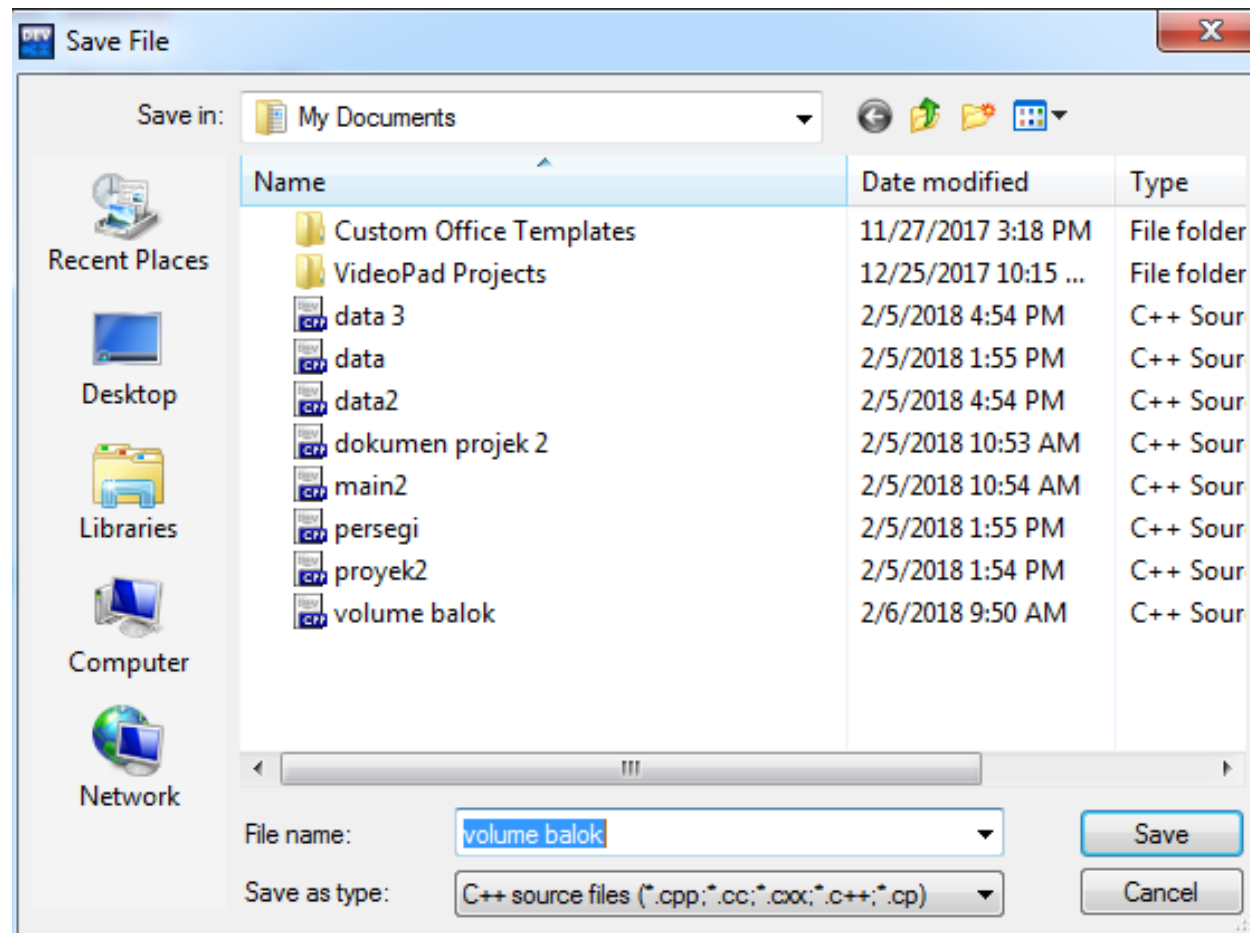 DEV
Save File
Save in: My Documents
Name Date modified Type
Custom Office Templates 11/27/2017 3:18 PM File folder
VideoPad Projects 12/25/2017 10:15 ... File folder
data 3 2/5/2018 4:54 PM C++ Sour
data 2/5/2018 1:55 PM C++ Sour
data2 2/5/2018 4:54 PM C++ Sour
dokumen projek 2 2/5/2018 10:53 AM C++ Sour
main2 2/5/2018 10:54 AM C++ Sour
persegi 2/5/2018 1:55 PM C++ Sour
proyek2 2/5/2018 1:54 PM C++ Sour
volume balok 2/6/2018 9:50 AM C++ Sour
Recent Places
Desktop
Libraries
Computer
Network
File name: volume balok Save
Save as type: C++ source files (*.cpp;*.cc;*.cxx;*.c++;*.cp) Cancel